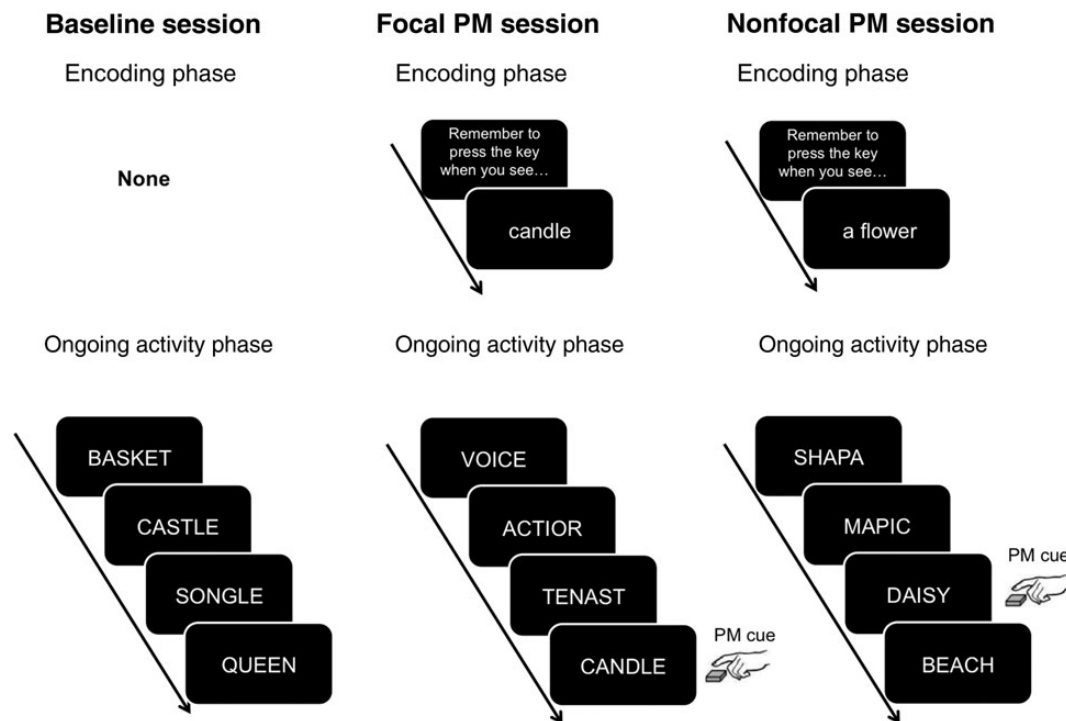 Baseline session
Encoding phase
None
Ongoing activity phase
BASKET
CASTLE
SONGLE
QUEEN
Focal PM session
Encoding phase
Remember to
press the key
when you see…
candle
Ongoing activity phase
VOICE
ACTIOR
TENAST
CANDLE
PM cue
Nonfocal PM session
Encoding phase
Remember to
press the key
when you see…
a flower
Ongoing activity phase
SHAPA
MAPIC
DAISY
PM cue
BEACH